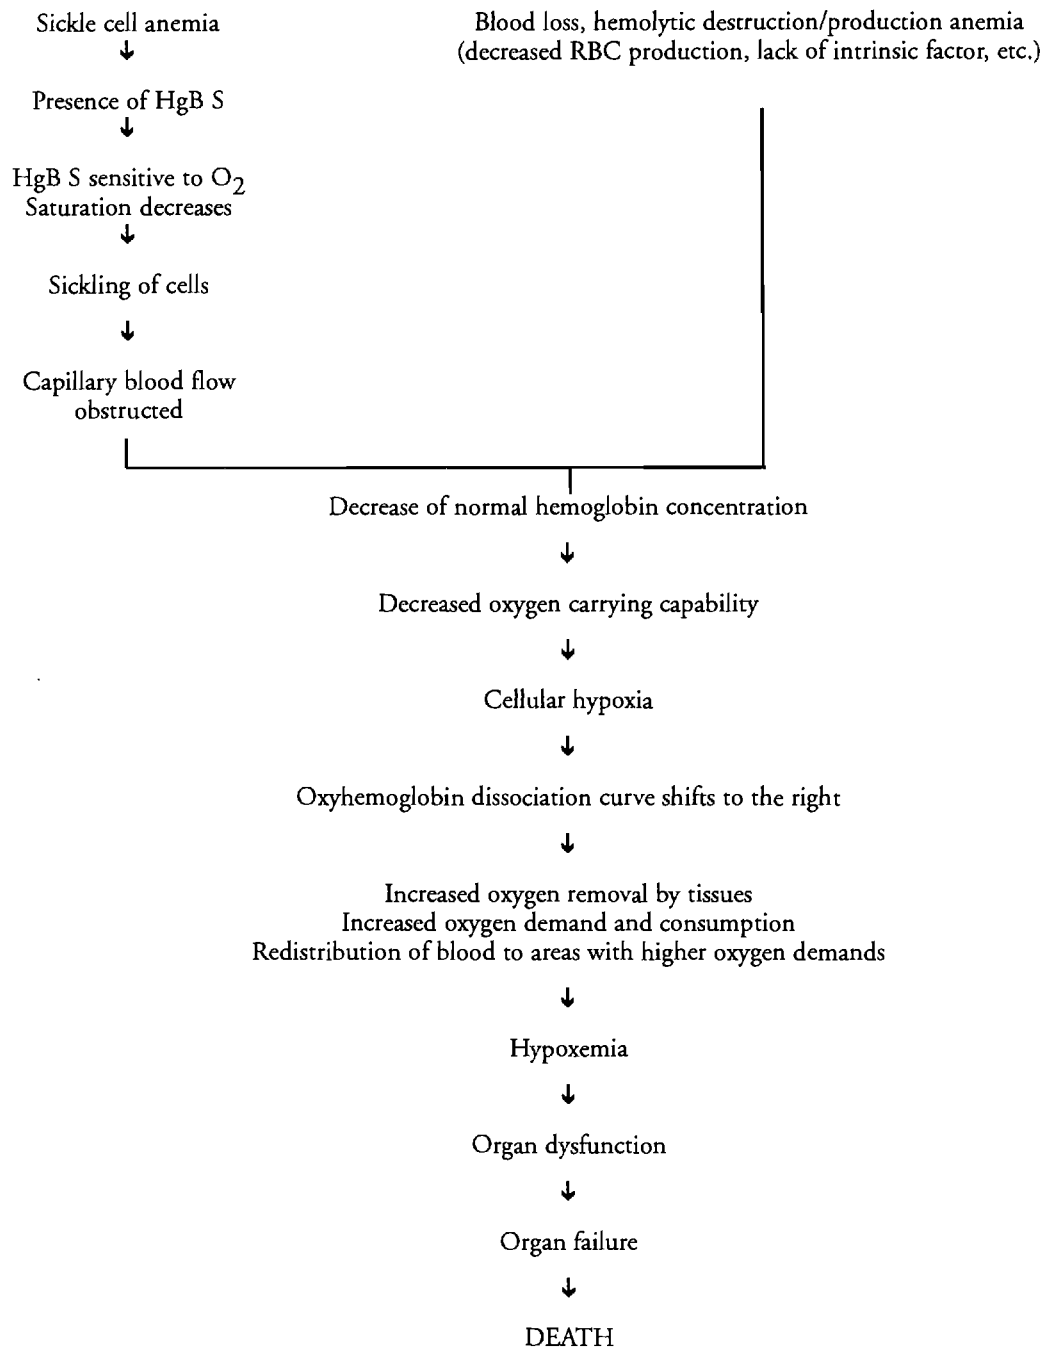 Sickle cell anemia
Blood loss, hemolytic destruction/production anemia
(decreased RBC production, lack of intrinsic factor, etc.)
Presence of HgB S
HgB S sensitive to O2
Saturation decreases
Sickling of cells
Capillary blood flow
obstructed
Decrease of normal hemoglobin concentration
Decreased oxygen carrying capability
Cellular hypoxia
Oxyhemoglobin dissociation curve shifts to the right
Increased oxygen removal by tissues
Increased oxygen demand and consumption
Redistribution of blood to areas with higher oxygen demands
Hypoxemia
Organ dysfunction
Organ failure
DEATH